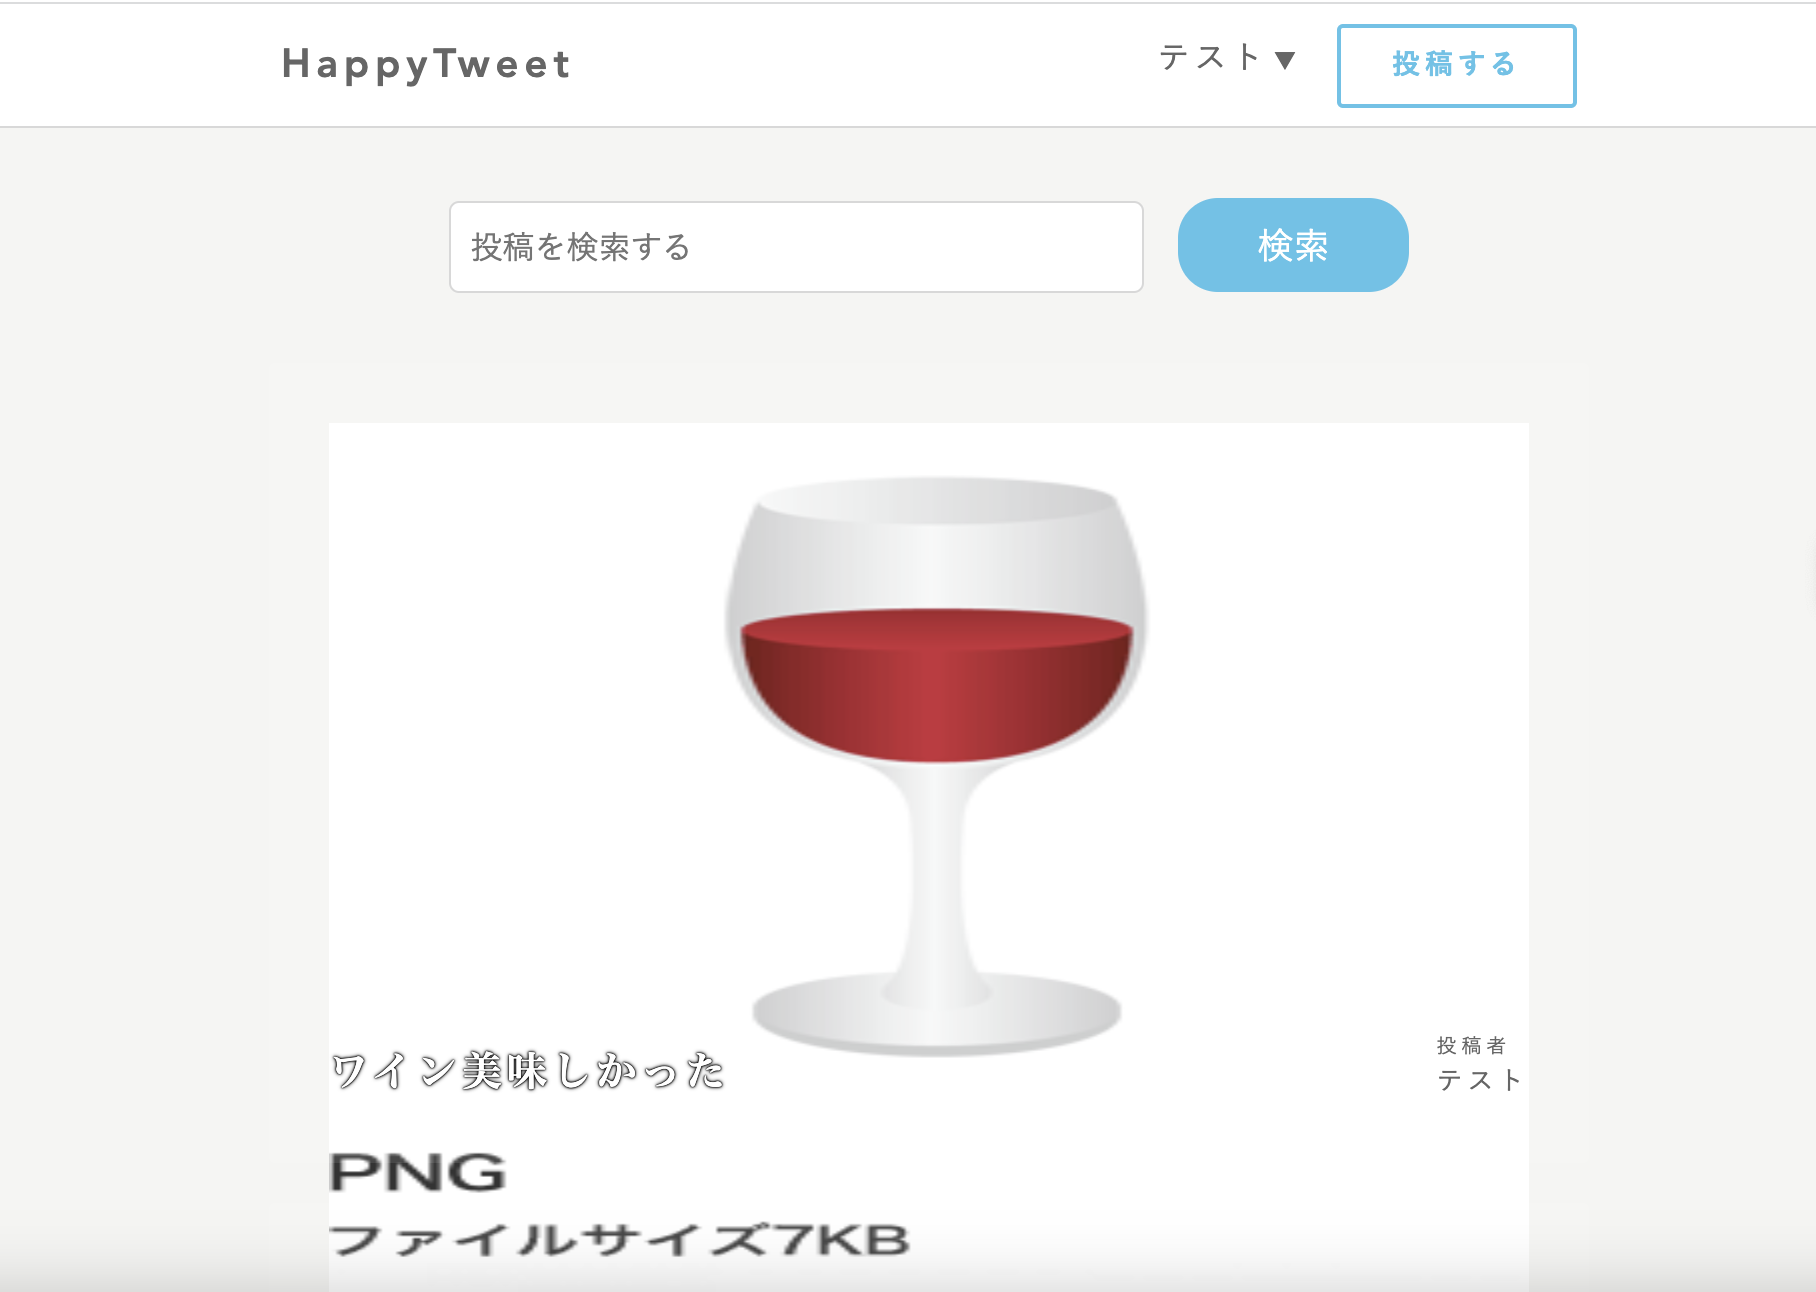 HappyTweet
テスト▼
投稿する
投稿を検索する
検索
ワイン美味しかった
投稿者
テスト
PNG
ファイルサイズ7KB